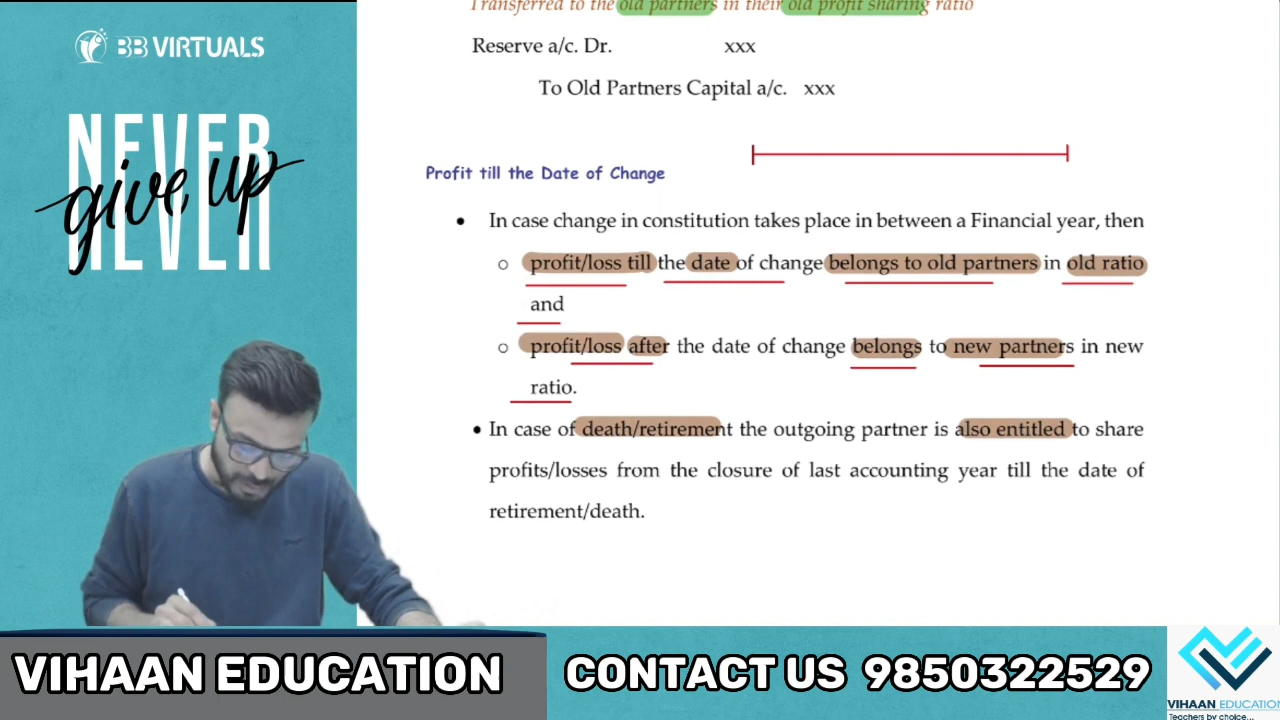 BB VIRTUALS
NEVER
give up
NEVER
Transferred to the old partners in their old profit sharing ratio
Reserve a/c. Dr. xxx
To Old Partners Capital a/c. xxx
Profit till the Date of Change
• In case change in constitution takes place in between a Financial year, then
o profit/loss till the date of change belongs to old partners in old ratio
and
o profit/loss after the date of change belongs to new partners in new
ratio.
• In case of death/retirement the outgoing partner is also entitled to share
profits/losses from the closure of last accounting year till the date of
retirement/death.
VIHAAN EDUCATION
CONTACT US 9850322529
VIHAAN EDUCATION
Teachers by choice...